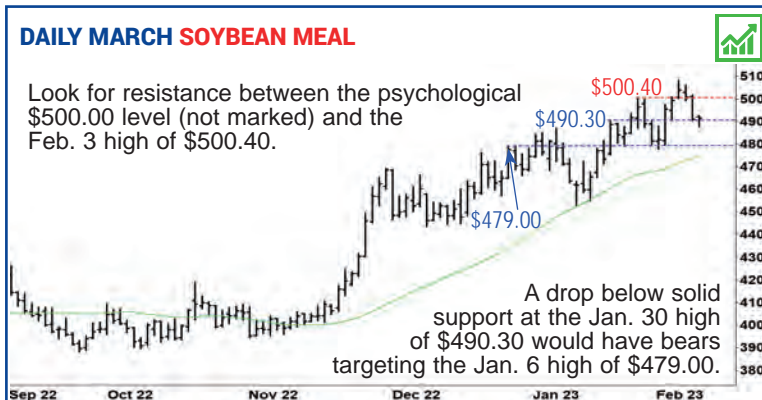 DAILY MARCH SOYBEAN MEAL
Look for resistance between the psychological
$500.00 level (not marked) and the
Feb. 3 high of $500.40.
$500.40
$490.30
$479.00
A drop below solid
support at the Jan. 30 high
of $490.30 would have bears
targeting the Jan. 6 high of $479.00.
510
500
490
480
470
460
450
440
430
420
410
400
390
380
Sep 22 Oct 22 Nov 22 Dec 22 Jan 23 Feb 23